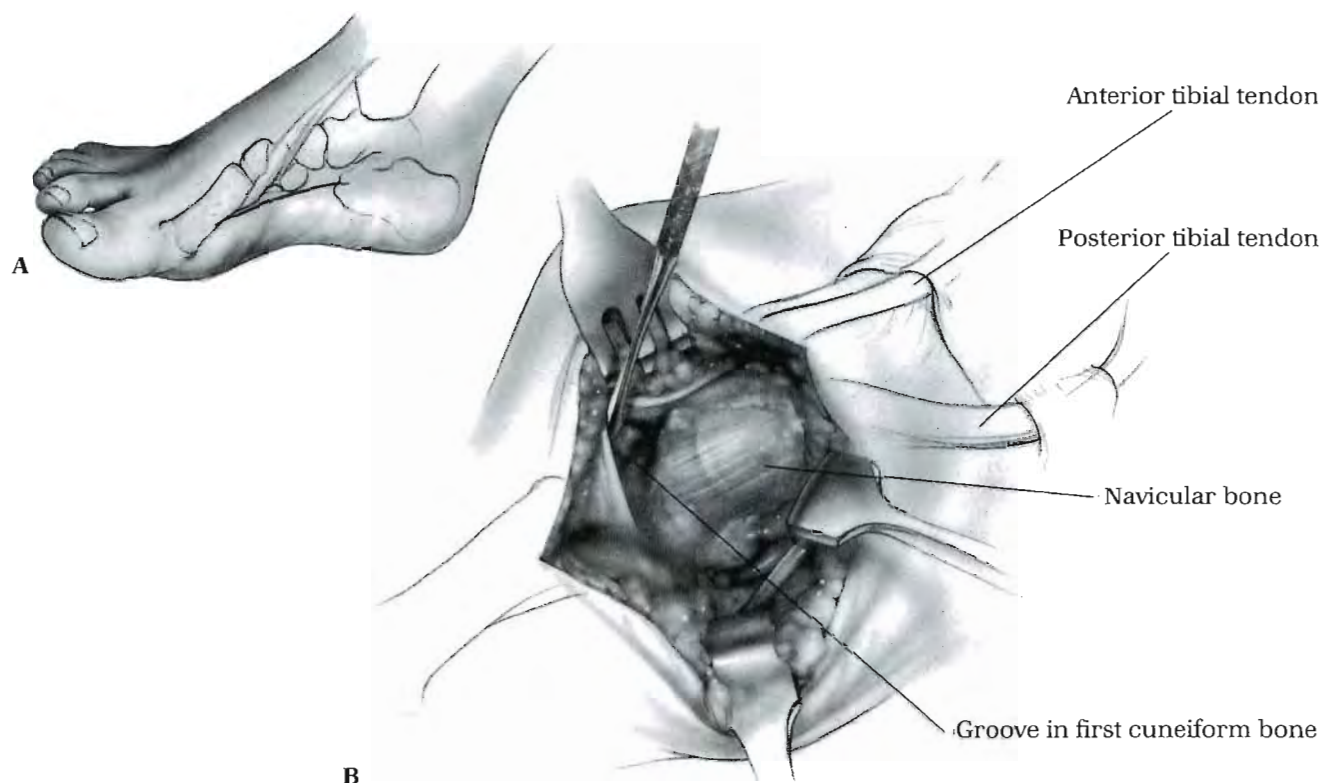 Anterior tibial tendon
Posterior tibial tendon
A
Navicular bone
Groove in first cuneiform bone
B